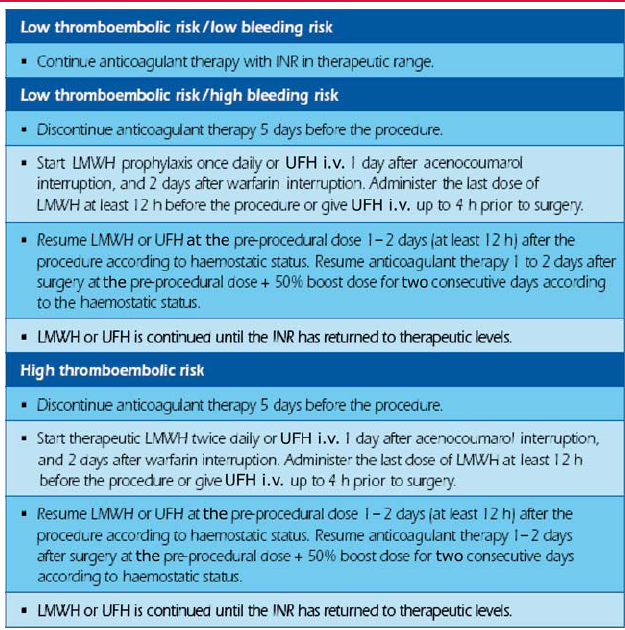 Low thromboembolic risk/low bleeding risk
▪ Continue anticoagulant therapy with INR in therapeutic range.
Low thromboembolic risk/high bleeding risk
▪ Discontinue anticoagulant therapy 5 days before the procedure.
▪ Start LMWH prophylaxis once daily or UFH i.v. 1 day after acenocoumarol
interruption, and 2 days after warfarin interruption. Administer the last dose of
LMWH at least 12 h before the procedure or give UFH i.v. up to 4 h prior to surgery.
▪ Resume LMWH or UFH at the pre-procedural dose 1–2 days (at least 12 h) after the
procedure according to haemostatic status. Resume anticoagulant therapy 1 to 2 days after
surgery at the pre-procedural dose + 50% boost dose for two consecutive days according
to the haemostatic status.
▪ LMWH or UFH is continued until the INR has returned to therapeutic levels.
High thromboembolic risk
▪ Discontinue anticoagulant therapy 5 days before the procedure.
▪ Start therapeutic LMWH twice daily or UFH i.v. 1 day after acenocoumarol interruption,
and 2 days after warfarin interruption. Administer the last dose of LMWH at least 12 h
before the procedure or give UFH i.v. up to 4 h prior to surgery.
▪ Resume LMWH or UFH at the pre-procedural dose 1–2 days (at least 12 h) after the
procedure according to haemostatic status. Resume anticoagulant therapy 1–2 days
after surgery at the pre-procedural dose + 50% boost dose for two consecutive days
according to haemostatic status.
▪ LMWH or UFH is continued until the INR has returned to therapeutic levels.